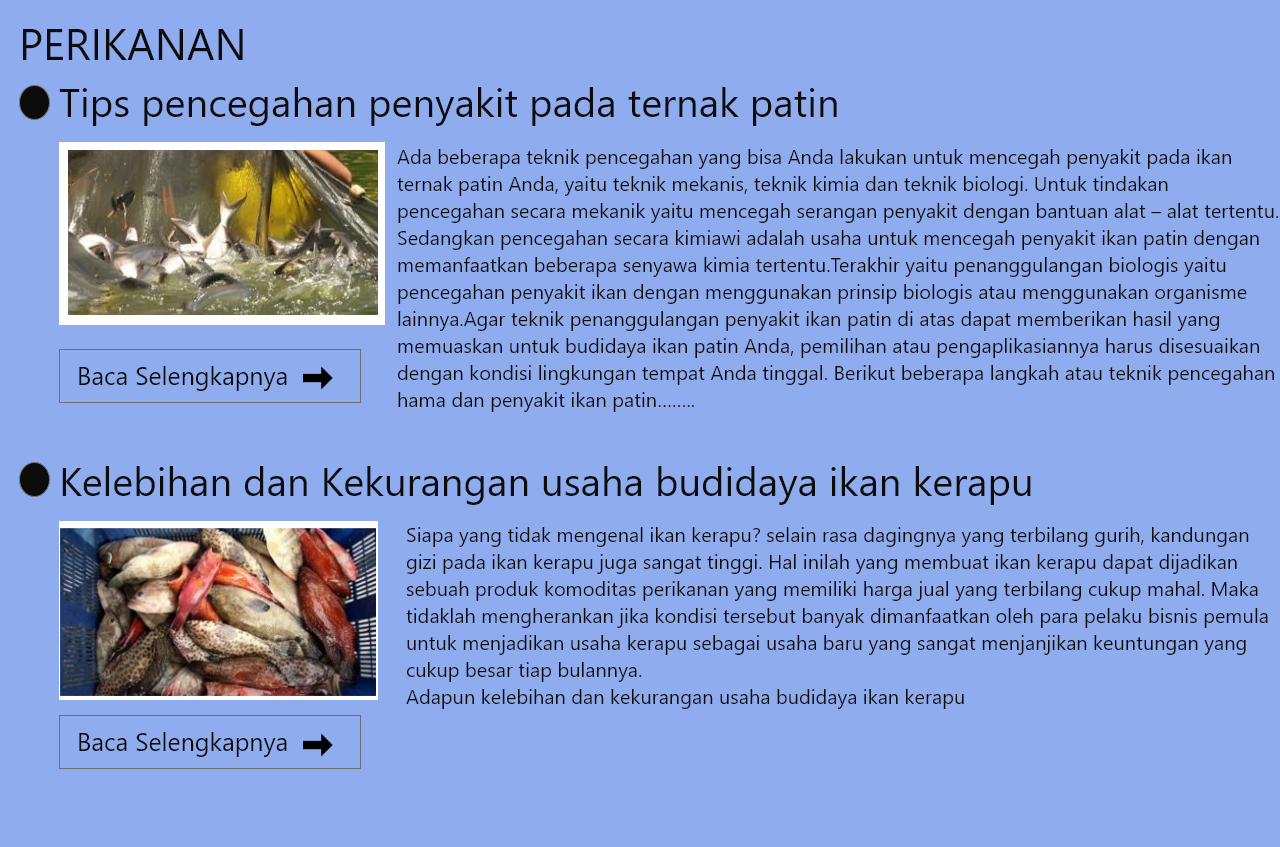 PERIKANAN
Tips pencegahan penyakit pada ternak patin
Ada beberapa teknik pencegahan yang bisa Anda lakukan untuk mencegah penyakit pada ikan
ternak patin Anda, yaitu teknik mekanis, teknik kimia dan teknik biologi. Untuk tindakan
pencegahan secara mekanik yaitu mencegah serangan penyakit dengan bantuan alat – alat tertentu.
Sedangkan pencegahan secara kimiawi adalah usaha untuk mencegah penyakit ikan patin dengan
memanfaatkan beberapa senyawa kimia tertentu.Terakhir yaitu penanggulangan biologis yaitu
pencegahan penyakit ikan dengan menggunakan prinsip biologis atau menggunakan organisme
lainnya.Agar teknik penanggulangan penyakit ikan patin di atas dapat memberikan hasil yang
memuaskan untuk budidaya ikan patin Anda, pemilihan atau pengaplikasiannya harus disesuaikan
dengan kondisi lingkungan tempat Anda tinggal. Berikut beberapa langkah atau teknik pencegahan
hama dan penyakit ikan patin……..
Baca Selengkapnya
Kelebihan dan Kekurangan usaha budidaya ikan kerapu
Siapa yang tidak mengenal ikan kerapu? selain rasa dagingnya yang terbilang gurih, kandungan
gizi pada ikan kerapu juga sangat tinggi. Hal inilah yang membuat ikan kerapu dapat dijadikan
sebuah produk komoditas perikanan yang memiliki harga jual yang terbilang cukup mahal. Maka
tidaklah mengherankan jika kondisi tersebut banyak dimanfaatkan oleh para pelaku bisnis pemula
untuk menjadikan usaha kerapu sebagai usaha baru yang sangat menjanjikan keuntungan yang
cukup besar tiap bulannya.
Adapun kelebihan dan kekurangan usaha budidaya ikan kerapu
Baca Selengkapnya